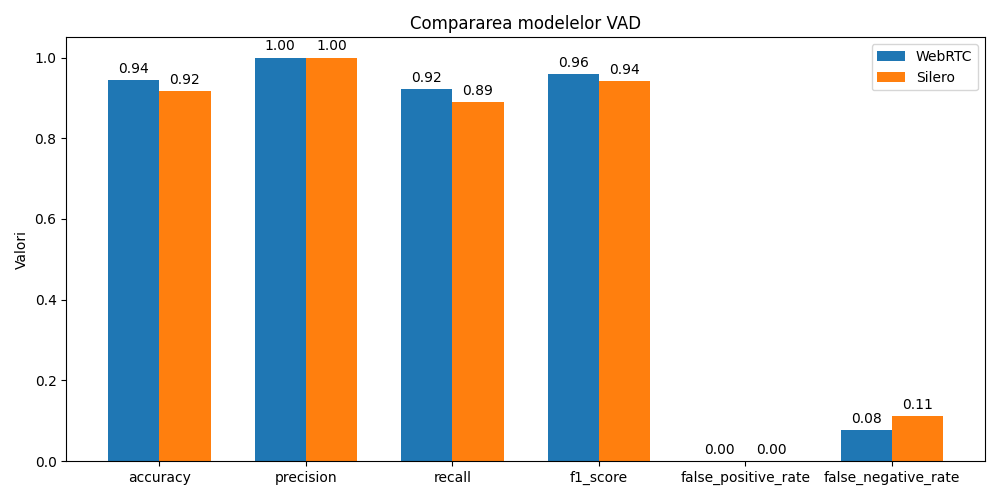 Compararea modelelor VAD
WebRTC
Silero
Valori
1.0
0.8
0.6
0.4
0.2
0.0
0.94
0.92
1.00
1.00
0.92
0.89
0.96
0.94
0.00
0.00
0.08
0.11
accuracy
precision
recall
f1_score
false_positive_rate
false_negative_rate